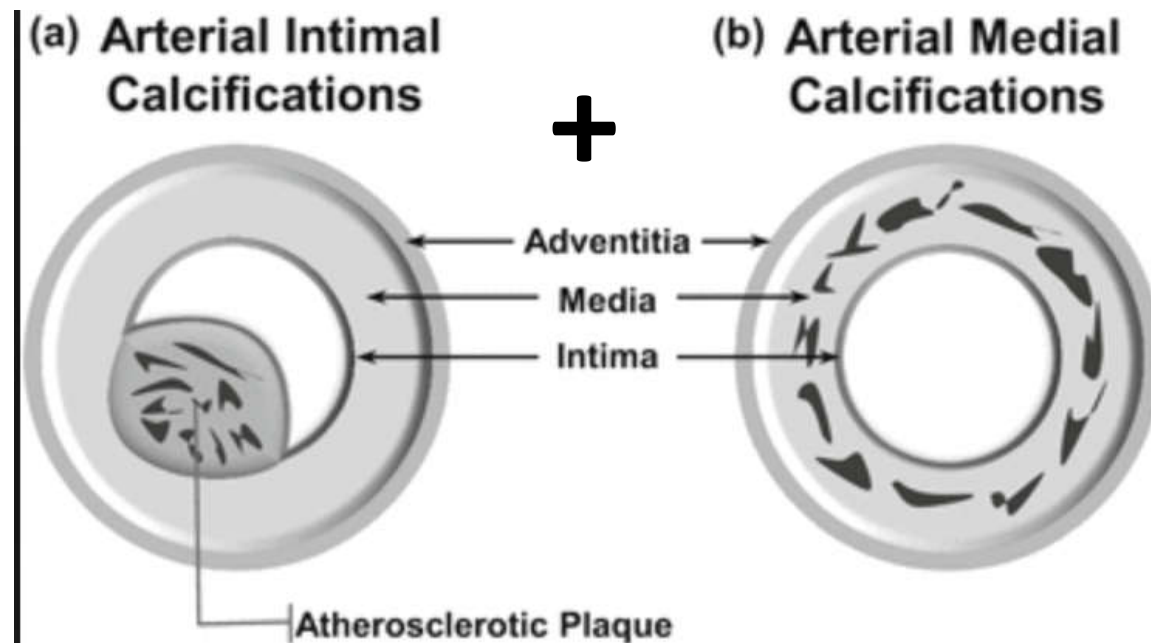 (a) Arterial Intimal
Calcifications
+
(b) Arterial Medial
Calcifications
Adventitia
Media
Intima
Atherosclerotic Plaque